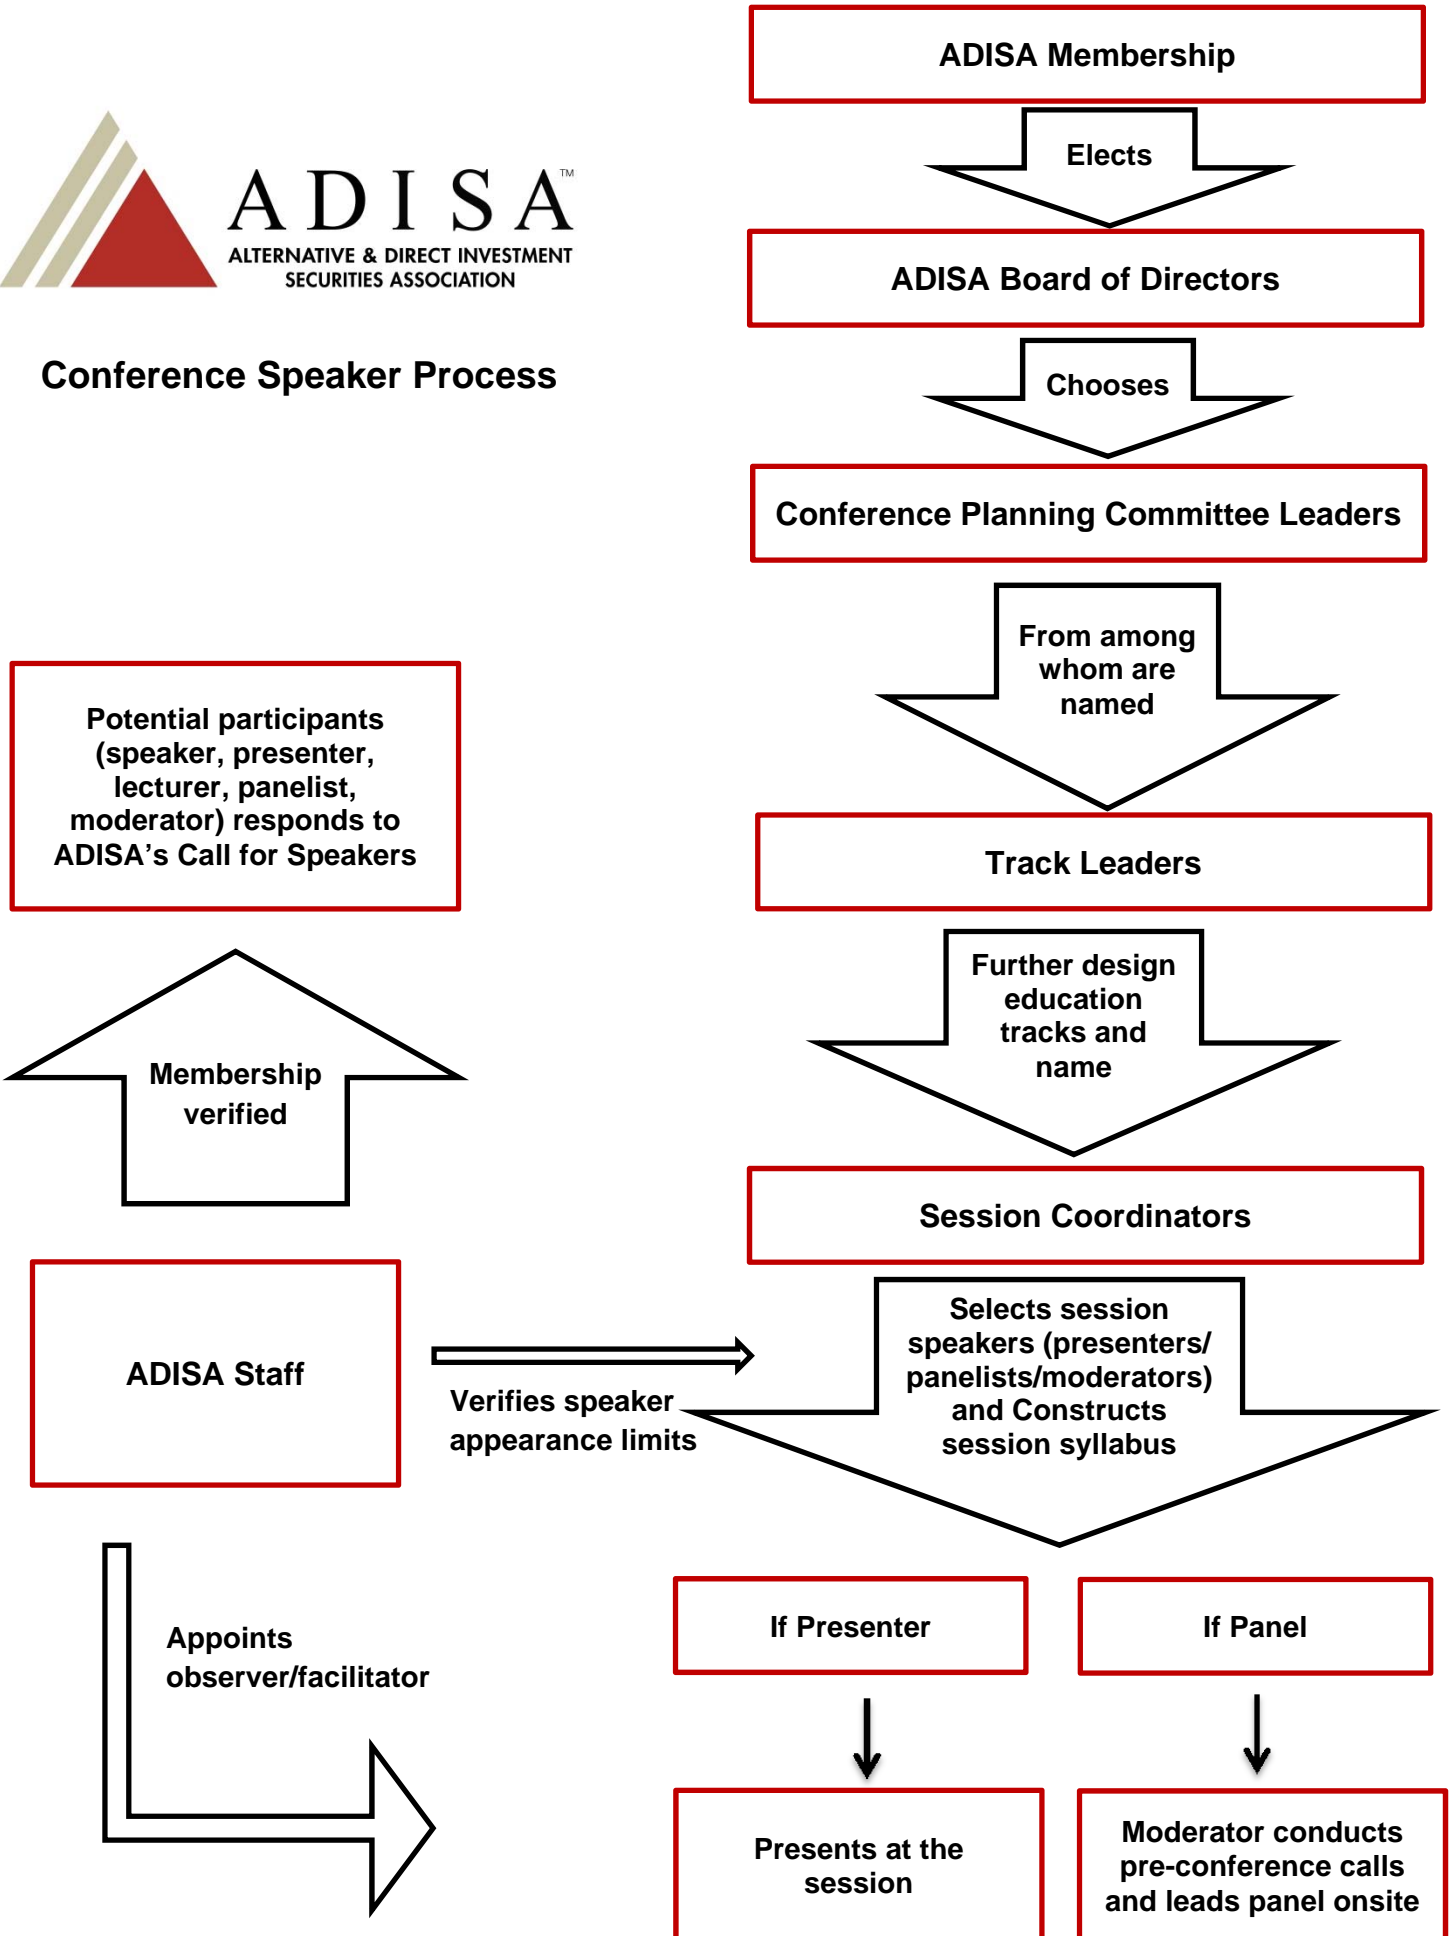 ADISA Membership
Elects
ADISA™
ALTERNATIVE & DIRECT INVESTMENT
SECURITIES ASSOCIATION
ADISA Board of Directors
Conference Speaker Process
Chooses
Conference Planning Committee Leaders
From among
whom are
named
Potential participants
(speaker, presenter,
lecturer, panelist,
moderator) responds to
ADISA’s Call for Speakers
Track Leaders
Further design
education
tracks and
name
Membership
verified
Session Coordinators
ADISA Staff
Verifies speaker
appearance limits
Selects session
speakers (presenters/
panelists/moderators)
and Constructs
session syllabus
If Presenter
If Panel
Appoints
observer/facilitator
Presents at the
session
Moderator conducts
pre-conference calls
and leads panel onsite